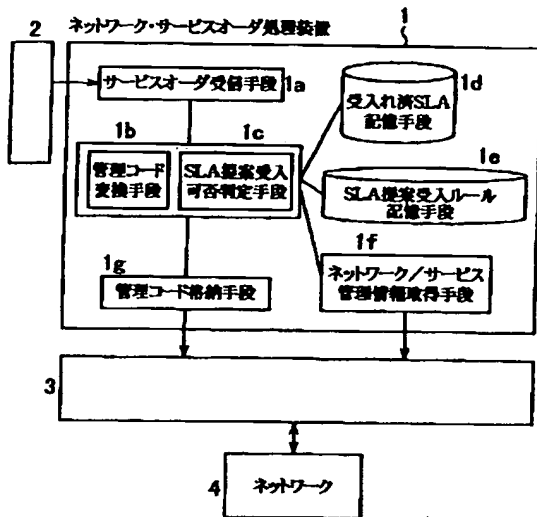 2
ネットワーク・サービスオーダ処理装置
1
サービスオーダ受信手段
1a
受入れ済SLA
記憶手段
1d
1b
管理コード
変換手段
1c
SLA提案受入
可否判定手段
1e
SLA提案受入ルール
記憶手段
1f
ネットワーク/サービス
管理情報取得手段
1g
管理コード格納手段
3
4
ネットワーク